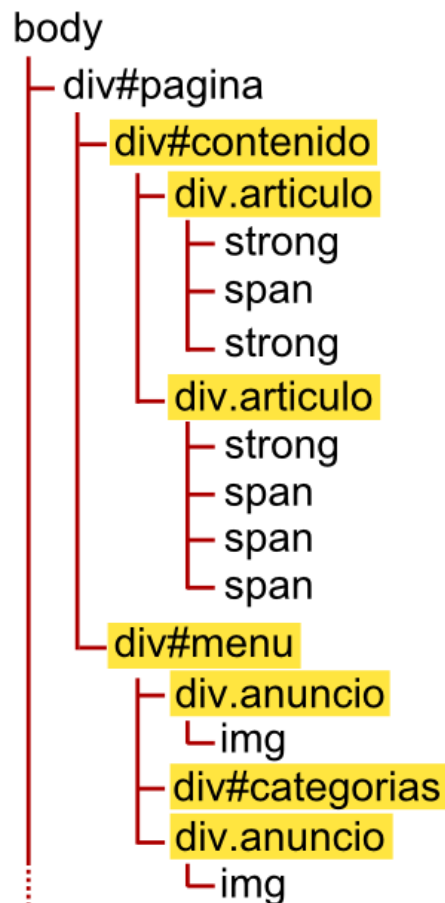 body
div#pagina
div#contenido
div.articulo
strong
span
strong
div.articulo
strong
span
span
span
div#menu
div.anuncio
img
div#categorias
div.anuncio
img